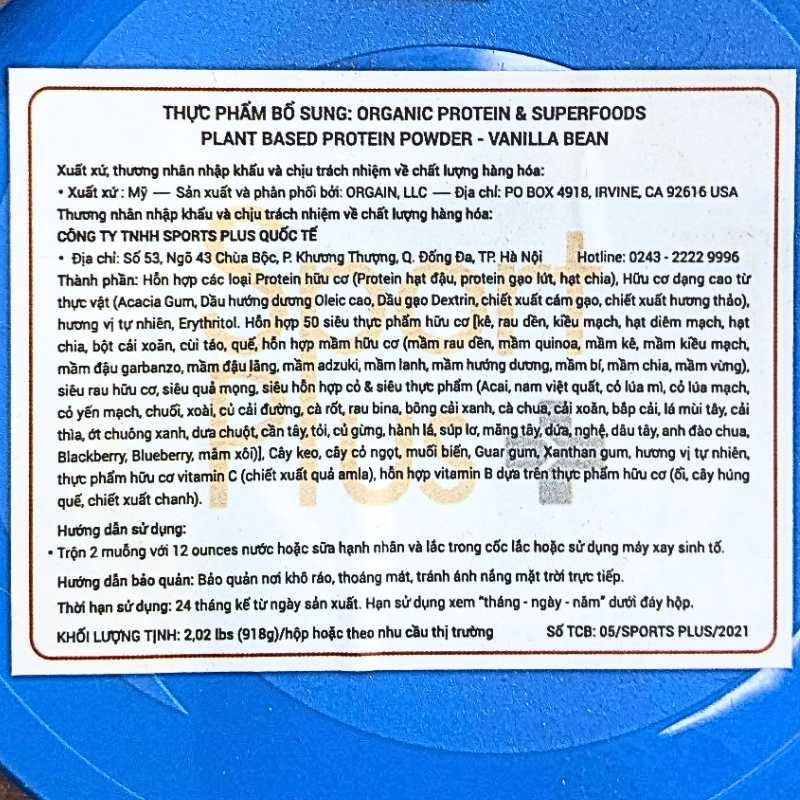 THỰC PHẨM BỔ SUNG: ORGANIC PROTEIN & SUPERFOODS
PLANT BASED PROTEIN POWDER - VANILLA BEAN
Xuất xứ, thương nhân nhập khẩu và chịu trách nhiệm về chất lượng hàng hóa:
• Xuất xứ : Mỹ — Sản xuất và phân phối bởi: ORGAIN, LLC — Địa chỉ: PO BOX 4918, IRVINE, CA 92616 USA
Thương nhân nhập khẩu và chịu trách nhiệm về chất lượng hàng hóa:
CÔNG TY TNHH SPORTS PLUS QUỐC TẾ
• Địa chỉ: Số 53, Ngõ 43 Chùa Bộc, P. Khương Thượng, Q. Đống Đa, TP. Hà Nội Hotline: 0243 - 2222 9996
Thành phần: Hỗn hợp các loại Protein hữu cơ (Protein hạt đậu, protein gạo lứt, hạt chia), Hữu cơ dạng cao từ
thực vật (Acacia Gum, Dầu hướng dương Oleic cao, Dầu gạo Dextrin, chiết xuất cám gạo, chiết xuất hương thảo),
hương vị tự nhiên, Erythritol. Hỗn hợp 50 siêu thực phẩm hữu cơ [kê, rau dền, kiều mạch, hạt diêm mạch, hạt
chia, bột cải xoăn, cùi táo, quế, hỗn hợp mầm hữu cơ (mầm rau dền, mầm quinoa, mầm kê, mầm kiều mạch,
mầm đậu garbanzo, mầm đậu lăng, mầm adzuki, mầm lanh, mầm hướng dương, mầm bí, mầm chia, mầm vừng),
siêu rau hữu cơ, siêu quả mọng, siêu hỗn hợp cỏ & siêu thực phẩm (Acai, nam việt quất, cỏ lúa mì, cỏ lúa mạch,
cỏ yến mạch, chuối, xoài, củ cải đường, cà rốt, rau bina, bông cải xanh, cà chua, cải xoăn, bắp cải, lá mùi tây, cải
thìa, ớt chuông xanh, dưa chuột, cần tây, tỏi, củ gừng, hành lá, súp lơ, măng tây, dứa, nghệ, dâu tây, anh đào chua,
Blackberry, Blueberry, mâm xôi)], Cây keo, cây cỏ ngọt, muối biển, Guar gum, Xanthan gum, hương vị tự nhiên,
thực phẩm hữu cơ vitamin C (chiết xuất quả amla), hỗn hợp vitamin B dựa trên thực phẩm hữu cơ (ổi, cây húng
quế, chiết xuất chanh).
Hướng dẫn sử dụng:
• Trộn 2 muỗng với 12 ounces nước hoặc sữa hạnh nhân và lắc trong cốc lắc hoặc sử dụng máy xay sinh tố.
Hướng dẫn bảo quản: Bảo quản nơi khô ráo, thoáng mát, tránh ánh nắng mặt trời trực tiếp.
Thời hạn sử dụng: 24 tháng kể từ ngày sản xuất. Hạn sử dụng xem “tháng - ngày - năm” dưới đáy hộp.
KHỐI LƯỢNG TỊNH: 2,02 lbs (918g)/hộp hoặc theo nhu cầu thị trường Số TCB: 05/SPORTS PLUS/2021
Sport
Plus